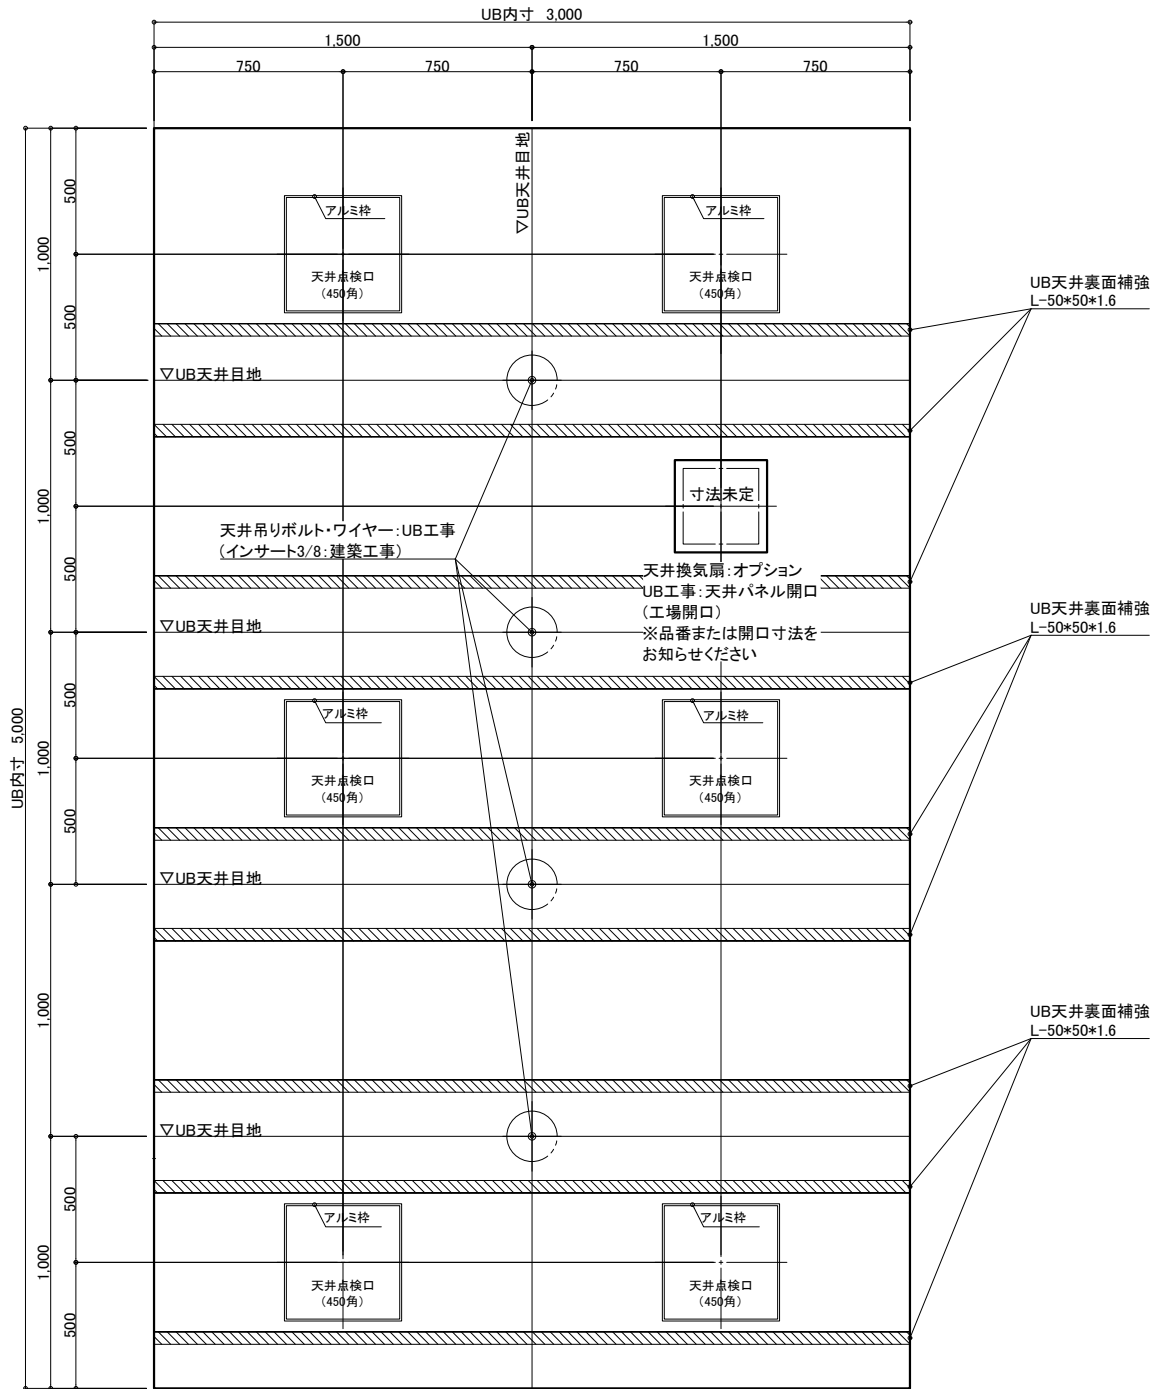 UB内寸 3,000
1,500
1,500
750
750
750
750
▽UB天井目地
500
アルミ枠
アルミ枠
1,000
天井点検口
(450角)
天井点検口
(450角)
UB天井裏面補強
L-50*50*1.6
500
▽UB天井目地
500
寸法未定
1,000
天井吊りボルト・ワイヤー:UB工事
(インサート3/8:建築工事)
500
天井換気扇:オプション
UB工事:天井パネル開口
(工場開口)
※品番または開口寸法を
お知らせください
UB天井裏面補強
L-50*50*1.6
▽UB天井目地
500
アルミ枠
アルミ枠
UB内寸 5,000
1,000
天井点検口
(450角)
天井点検口
(450角)
500
▽UB天井目地
1,000
UB天井裏面補強
L-50*50*1.6
▽UB天井目地
500
アルミ枠
アルミ枠
1,000
天井点検口
(450角)
天井点検口
(450角)
500